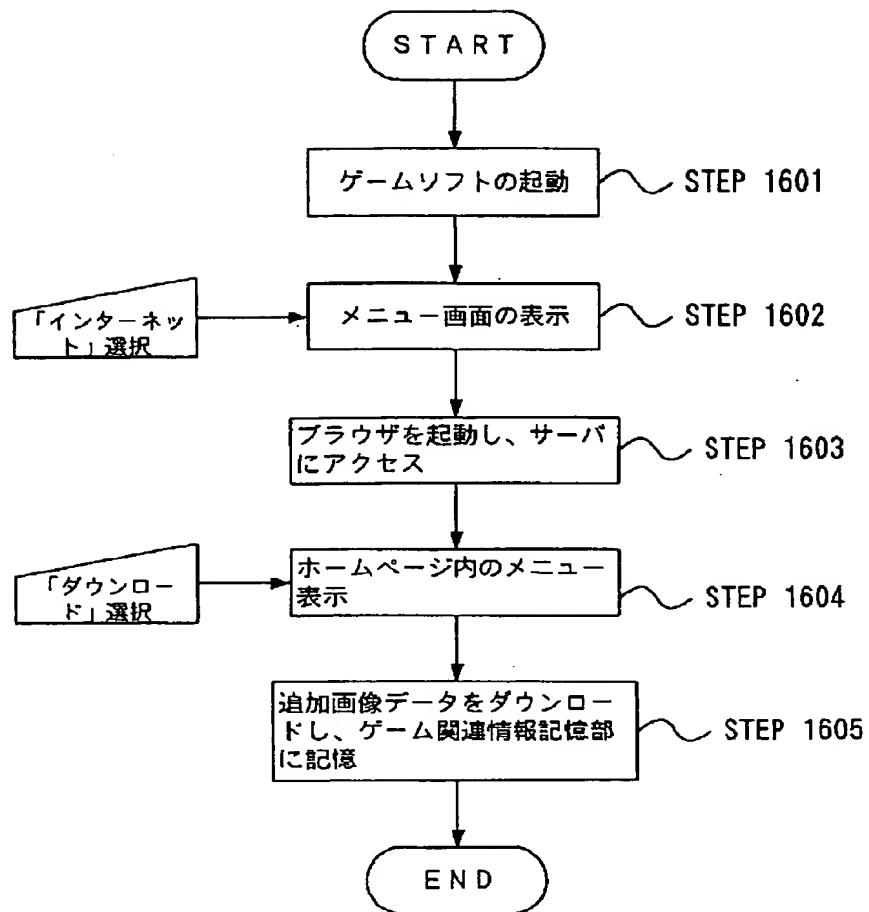 START
ゲームソフトの起動
STEP 1601
「インターネッ
ト」選択
メニュー画面の表示
STEP 1602
ブラウザを起動し、サーバ
にアクセス
STEP 1603
「ダウンロー
ド」選択
ホームページ内のメニュー
表示
STEP 1604
追加画像データをダウンロー
ドし、ゲーム関連情報記憶部
に記憶
STEP 1605
END